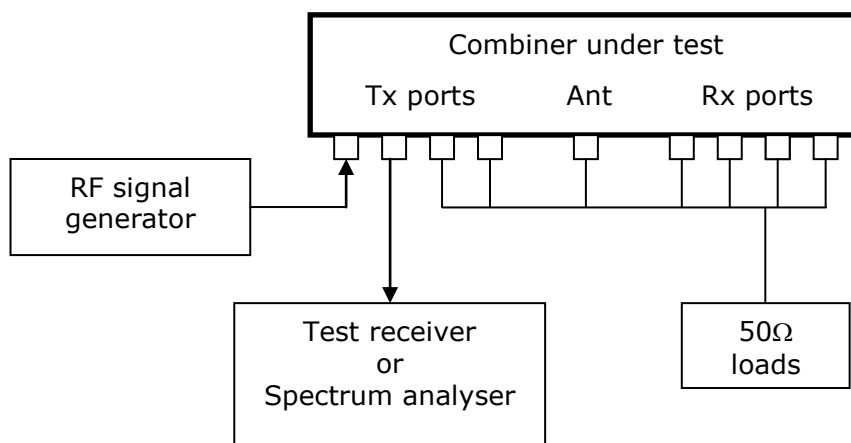 Combiner under test
Tx ports Ant Rx ports
RF signal
generator
Test receiver
or
Spectrum analyser
50Ω
loads